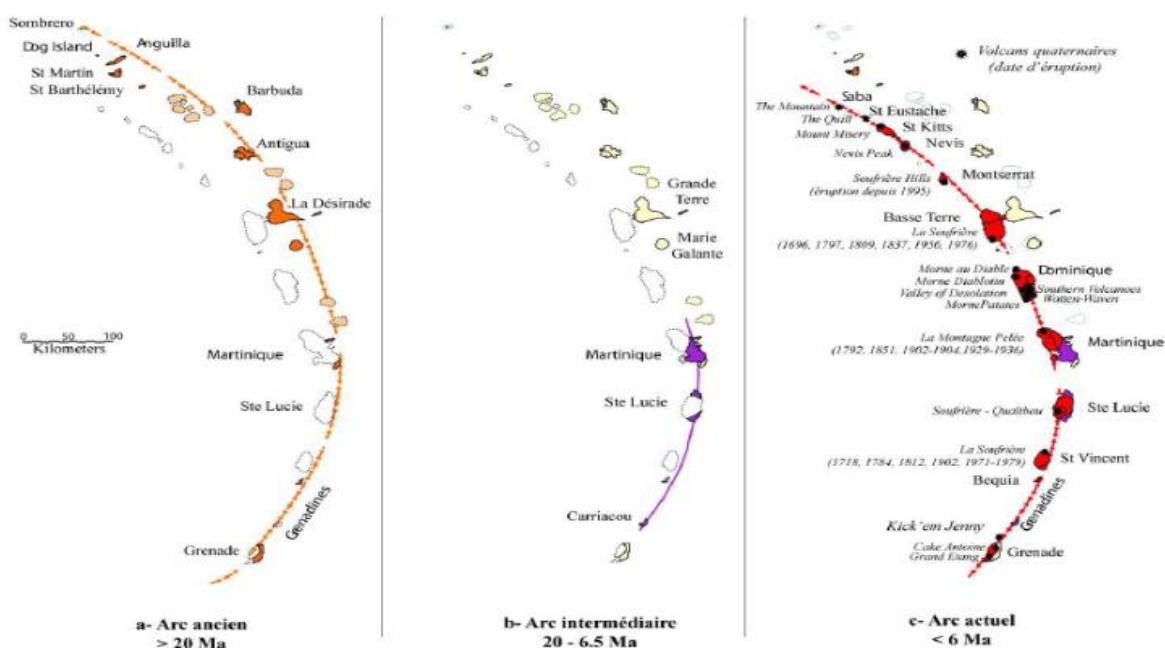 Sombrero
Dog Island
Anguilla
St Martin
St Barthélémy
Barbuda
Antigua
La Désirade
0 50 100
Kilometers
Martinique
Ste Lucie
Grenadines
Grenade
a- Arc ancien
> 20 Ma
Grande
Terre
Marie
Galante
Martinique
Ste Lucie
Carriacou
b- Arc intermédiaire
20 - 6.5 Ma
Volcans quaternaires
(date d'éruption)
Saba
The Mountain
St Eustache
The Quill
St Kitts
Mount Misery
Nevis
Nevis Peak
Montserrat
Soufrière Hills
(éruption depuis 1995)
Basse Terre
La Soufrière
(1696, 1797, 1809, 1837, 1956, 1976)
Morne au Diable
Dominique
Morne Diablotin
Southern Volcanoes
Valley of Desolation
Wotten-Waven
MornePatates
La Montagne Pelée
Martinique
(1792, 1851, 1902-1904,1929-1936)
Soufrière - Qualibou
Ste Lucie
La Soufrière
St Vincent
(1718, 1784, 1812, 1902, 1971-1979)
Bequia
Grenadines
Kick'em Jenny
Cake Antoine
Grand Etang
Grenade
c- Arc actuel
< 6 Ma